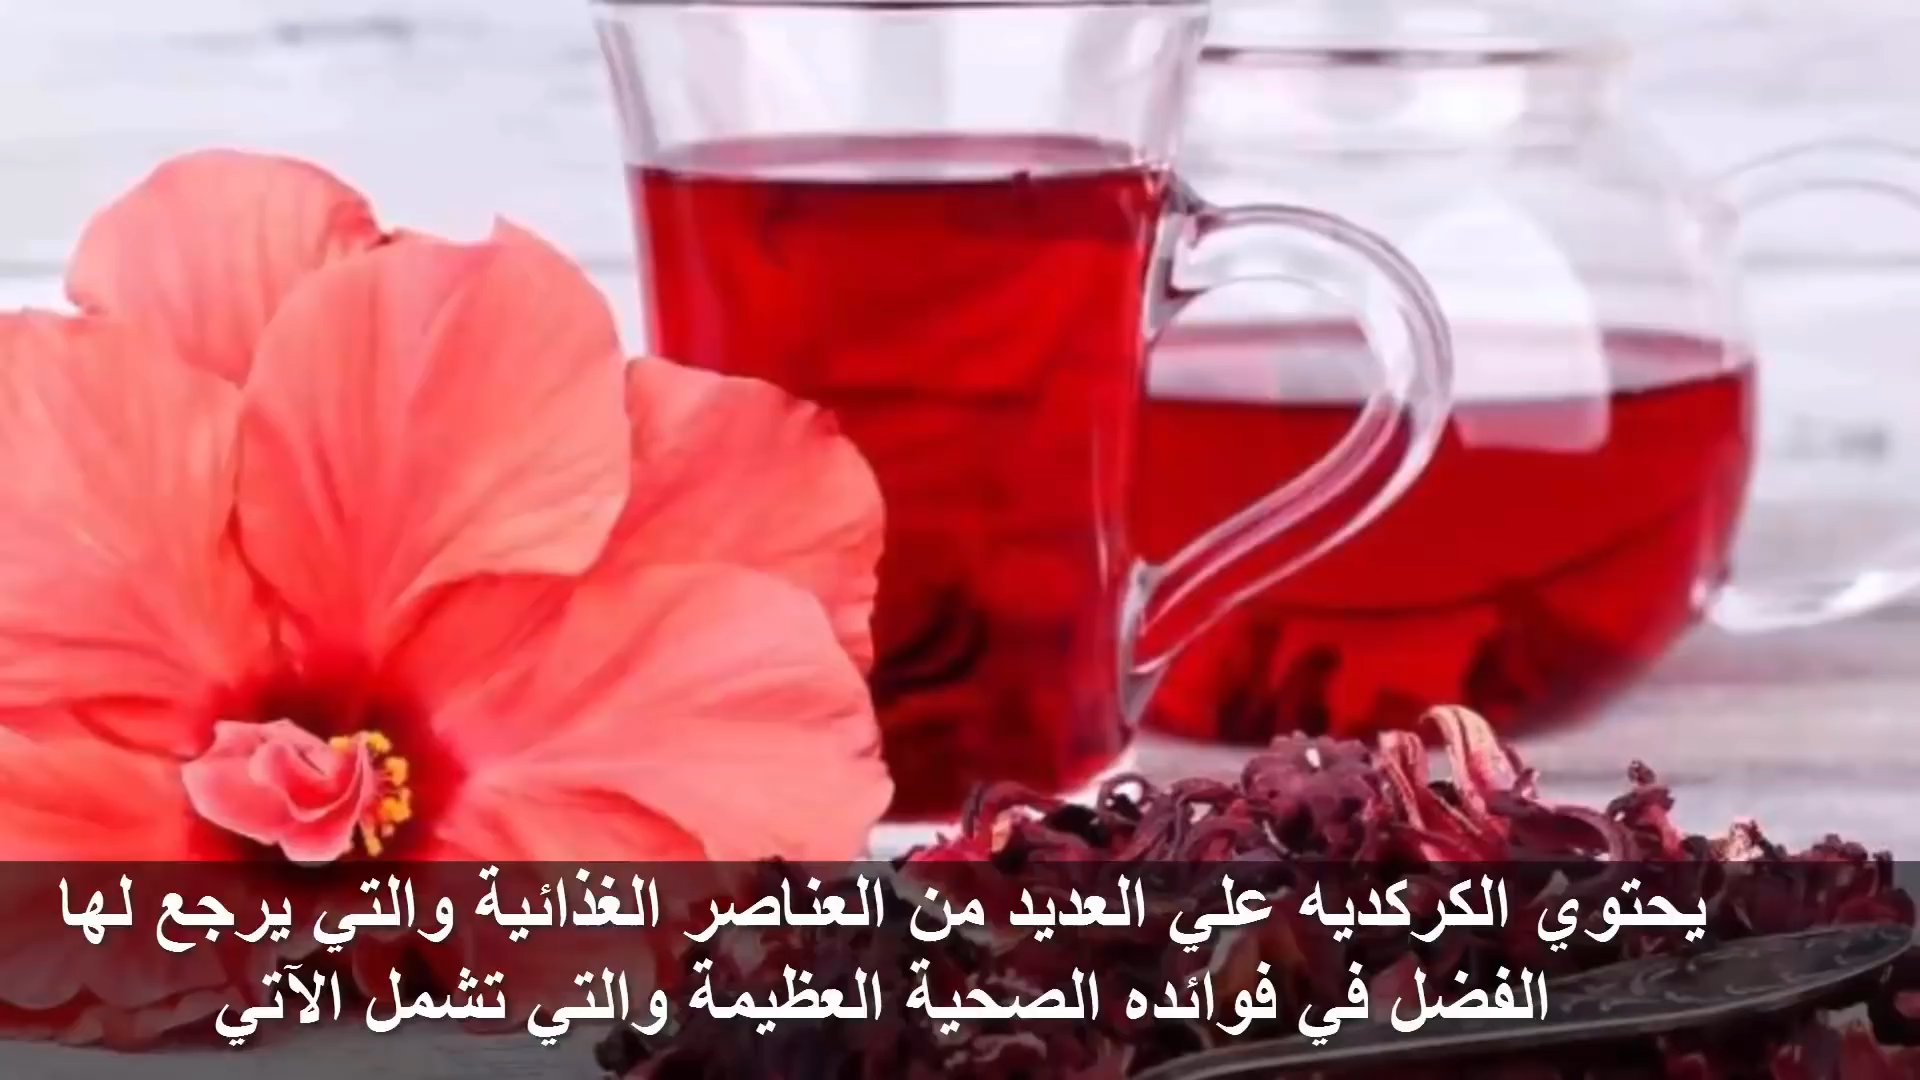 يحتوي الكركديه علي العديد من العناصر الغذائية والتي يرجع لها
الفضل في فوائده الصحية العظيمة والتي تشمل الآتي